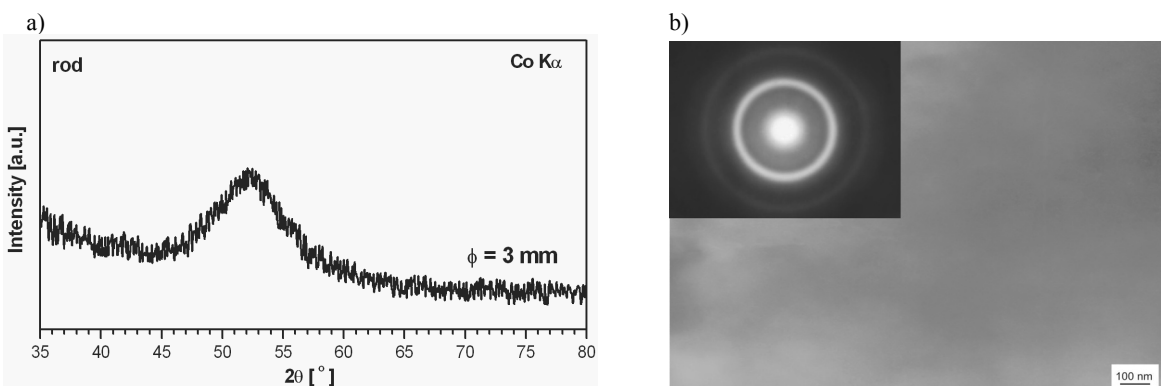 a)
rod
Co Kα
Intensity [a.u.]
ϕ = 3 mm
35 40 45 50 55 60 65 70 75 80
2θ [°]
b)
100 nm